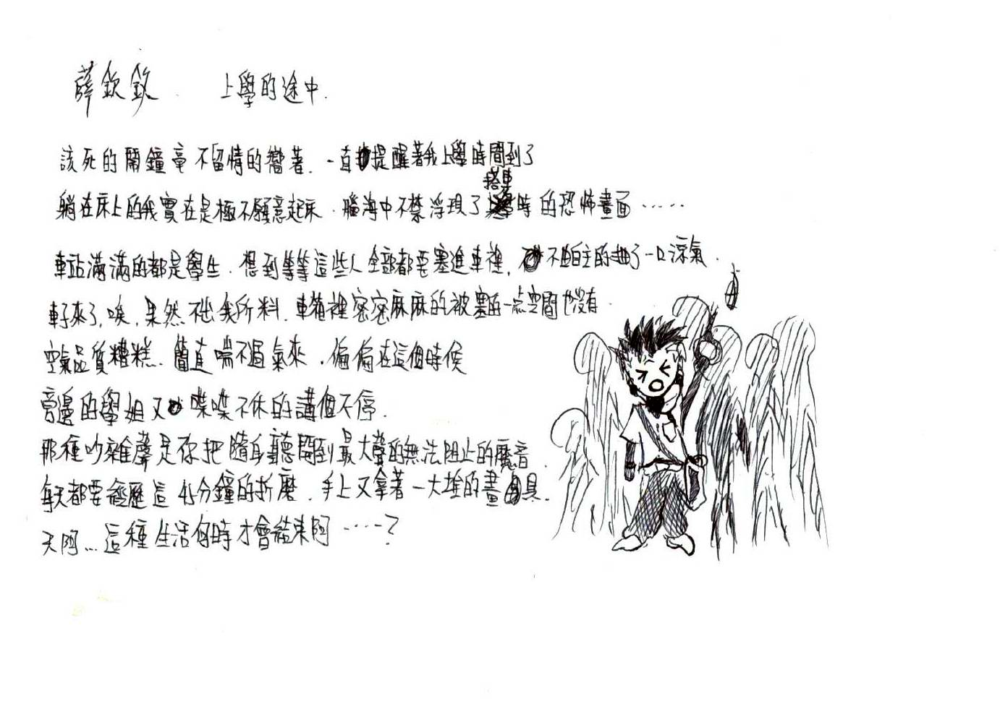 薛欽 上學的途中.
該死的鬧鐘毫不留情的響著.一直提醒著我上學時間到了
躺在床上的我實在是極不願意起床.腦海中不禁浮現了搭車時的恐怖畫面……
車站滿滿的都是學生.想到等等這些人全部都要塞進車裡,不由自主的抽了一口涼氣.
車子來了,唉,果然不出我所料.車箱裡密密麻麻的被塞的一點空間也沒有.
空氣品質糟糕.簡直喘不過氣來.偏偏在這個時候
旁邊的學姐又喋喋不休的講個不停.
那種吵雜聲是你把隨身聽開到最大聲的無法阻止的魔音.
每天都要經歷這45分鐘的折磨.手上又拿著一大堆的畫具.
天阿…這種生活何時才會結束阿……?